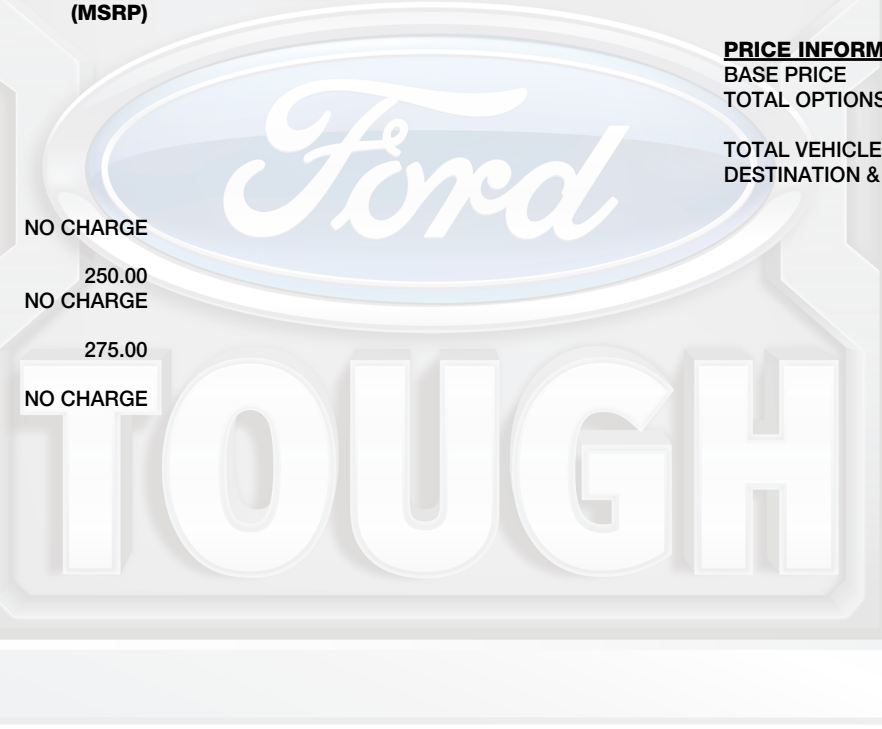 (MSRP)
NO CHARGE
250.00
NO CHARGE
275.00
NO CHARGE
PRICE INFORM
BASE PRICE
TOTAL OPTIONS
TOTAL VEHICLE
DESTINATION &
Ford
TOUGH